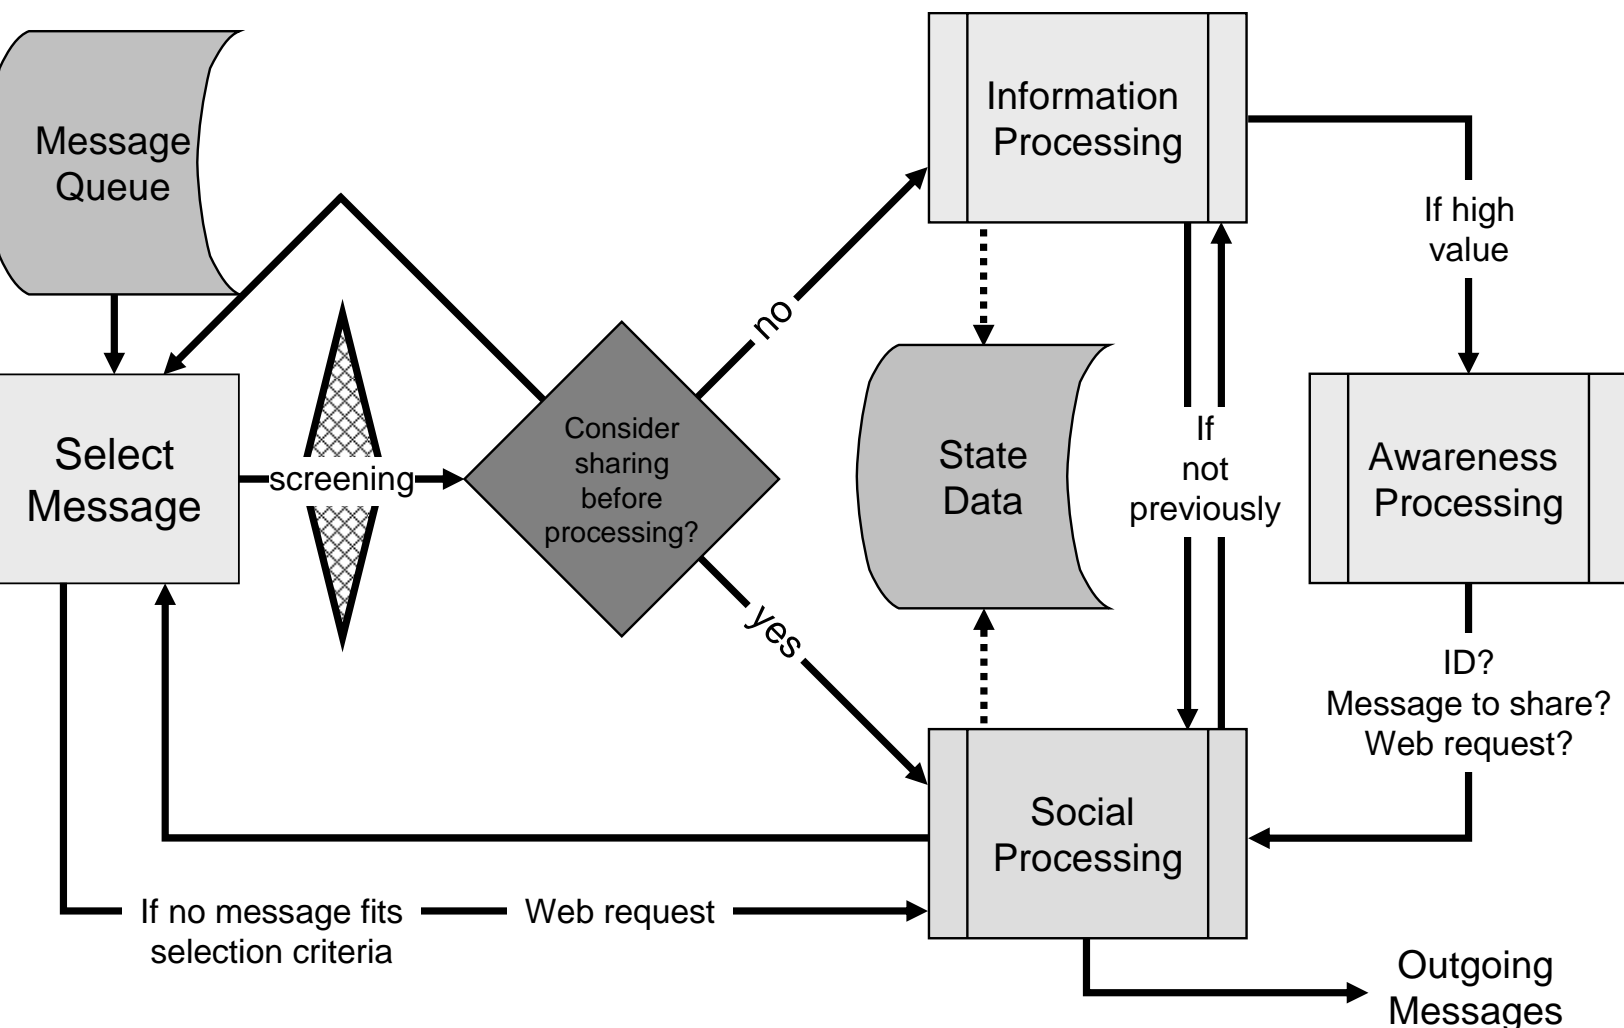 Message
Queue
Information
Processing
If high
value
no
Select
Message
screening
Consider
sharing
before
processing?
State
Data
If
not
previously
Awareness
Processing
yes
ID?
Message to share?
Web request?
Social
Processing
If no message fits
selection criteria
Web request
Outgoing
Messages